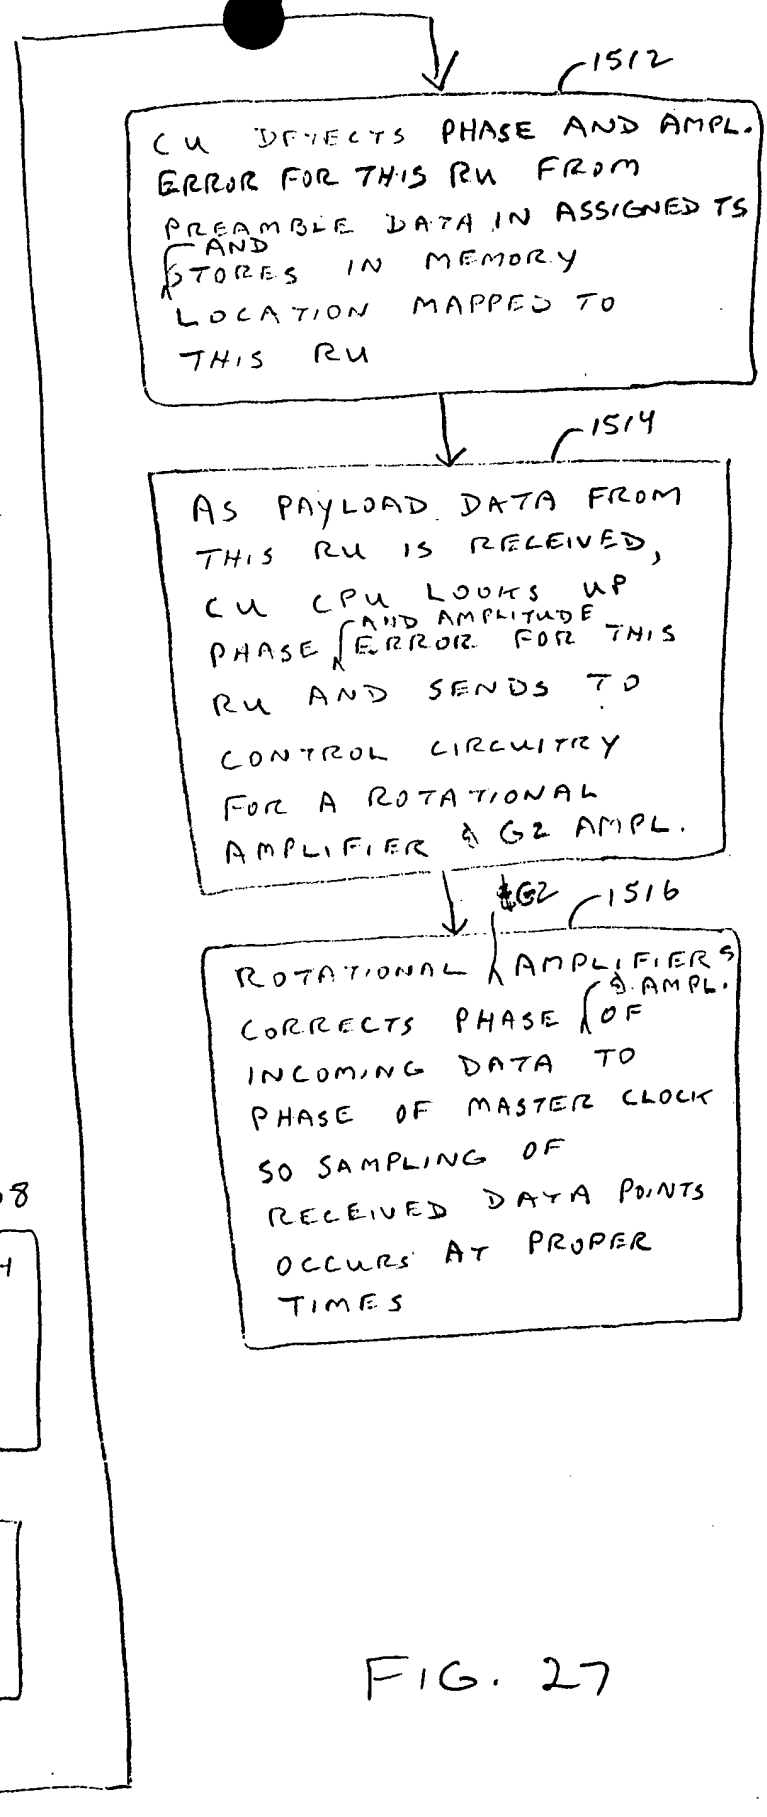 1512
CU DETECTS PHASE AND AMPL.
ERROR FOR THIS RU FROM
PREAMBLE DATA IN ASSIGNED TS
AND
STORES IN MEMORY
LOCATION MAPPED TO
THIS RU
1514
AS PAYLOAD DATA FROM
THIS RU IS RECEIVED,
CU CPU LOOKS UP
AND AMPLITUDE
PHASE ERROR FOR THIS
RU AND SENDS TO
CONTROL CIRCUITRY
FOR A ROTATIONAL
AMPLIFIER & G2 AMPL.
&G2
1516
ROTATIONAL AMPLIFIERS
& AMPL.
CORRECTS PHASE OF
INCOMING DATA TO
PHASE OF MASTER CLOCK
SO SAMPLING OF
RECEIVED DATA POINTS
OCCURS AT PROPER
TIMES
8
FIG. 27